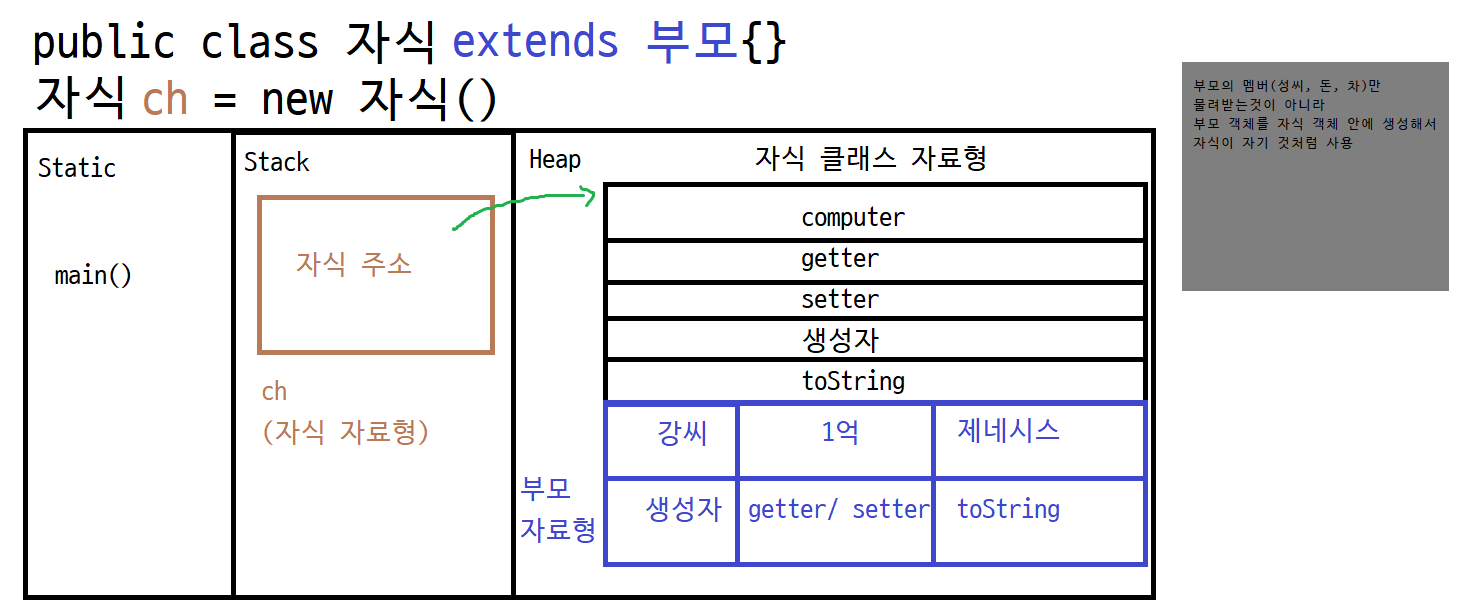 public class 자식 extends 부모{}
자식 ch = new 자식()
부모의 멤버(성씨, 돈, 차)만
물려받는것이 아니라
부모 객체를 자식 객체 안에 생성해서
자식이 자기 것처럼 사용
Static
main()
Stack
자식 주소
ch
(자식 자료형)
Heap
자식 클래스 자료형
computer
getter
setter
생성자
toString
부모
자료형
강씨 1억 제네시스
생성자 getter/ setter toString